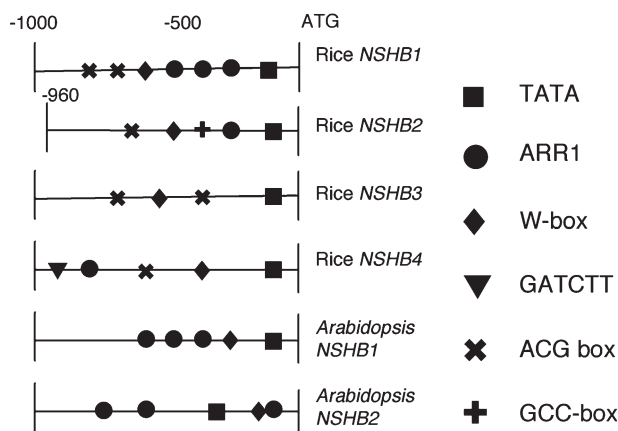 -1000 -500 ATG
Rice NSHB1
-960
Rice NSHB2
Rice NSHB3
Rice NSHB4
Arabidopsis
NSHB1
Arabidopsis
NSHB2
TATA
ARR1
W-box
GATCTT
ACG box
GCC-box